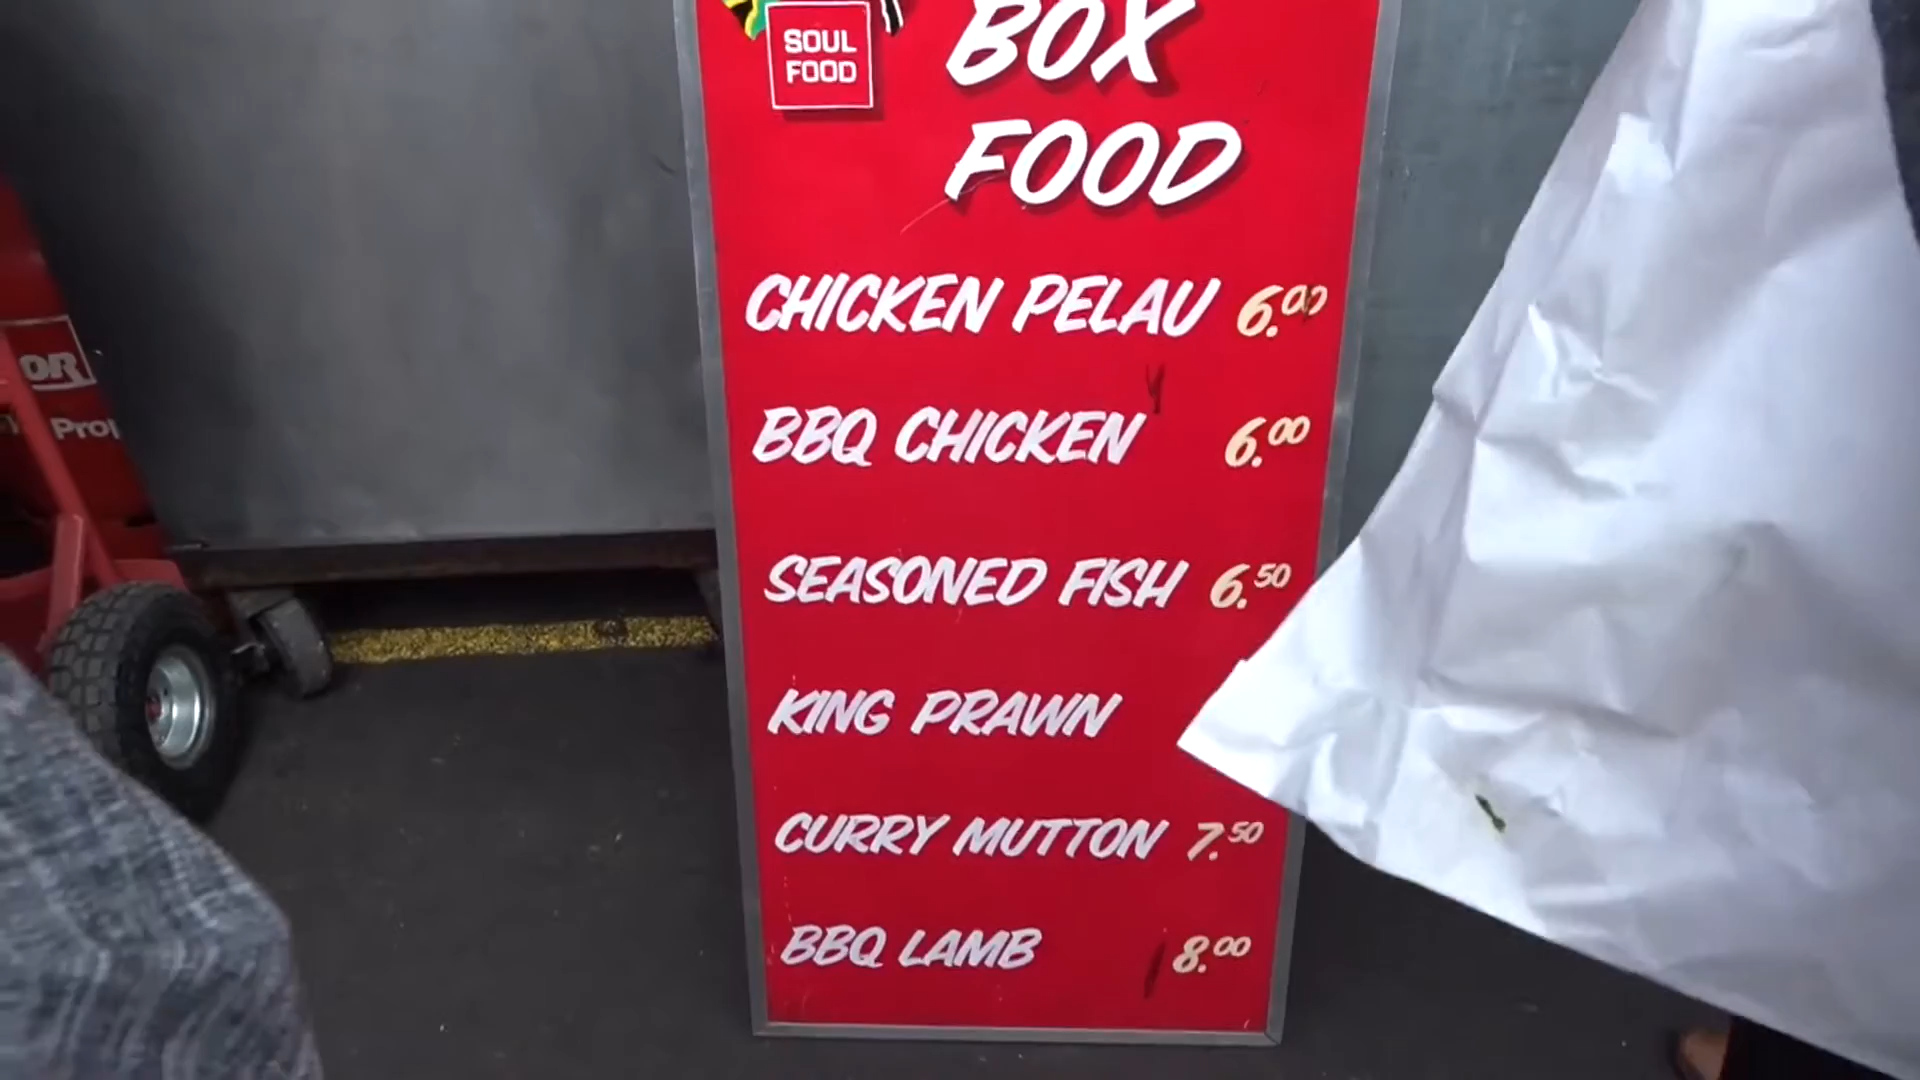 SOUL
FOOD
BOX
FOOD
CHICKEN PELAU 6.00
BBQ CHICKEN 6.00
SEASONED FISH 6.50
KING PRAWN
CURRY MUTTON 7.50
BBQ LAMB 8.00